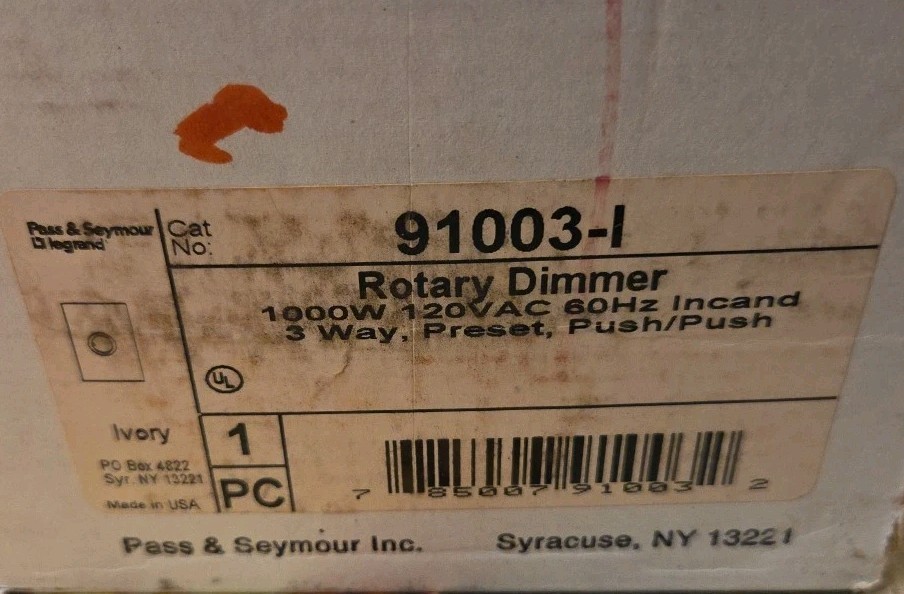 Pass & Seymour
legrand
Cat
No:
91003-I
Rotary Dimmer
1000W 120VAC 60Hz Incand
3 Way, Preset, Push/Push
UL
Ivory
1
PC
PO Box 4822
Syr. NY 13221
Made in USA
7 85007 91003 2
Pass & Seymour Inc. Syracuse, NY 13221